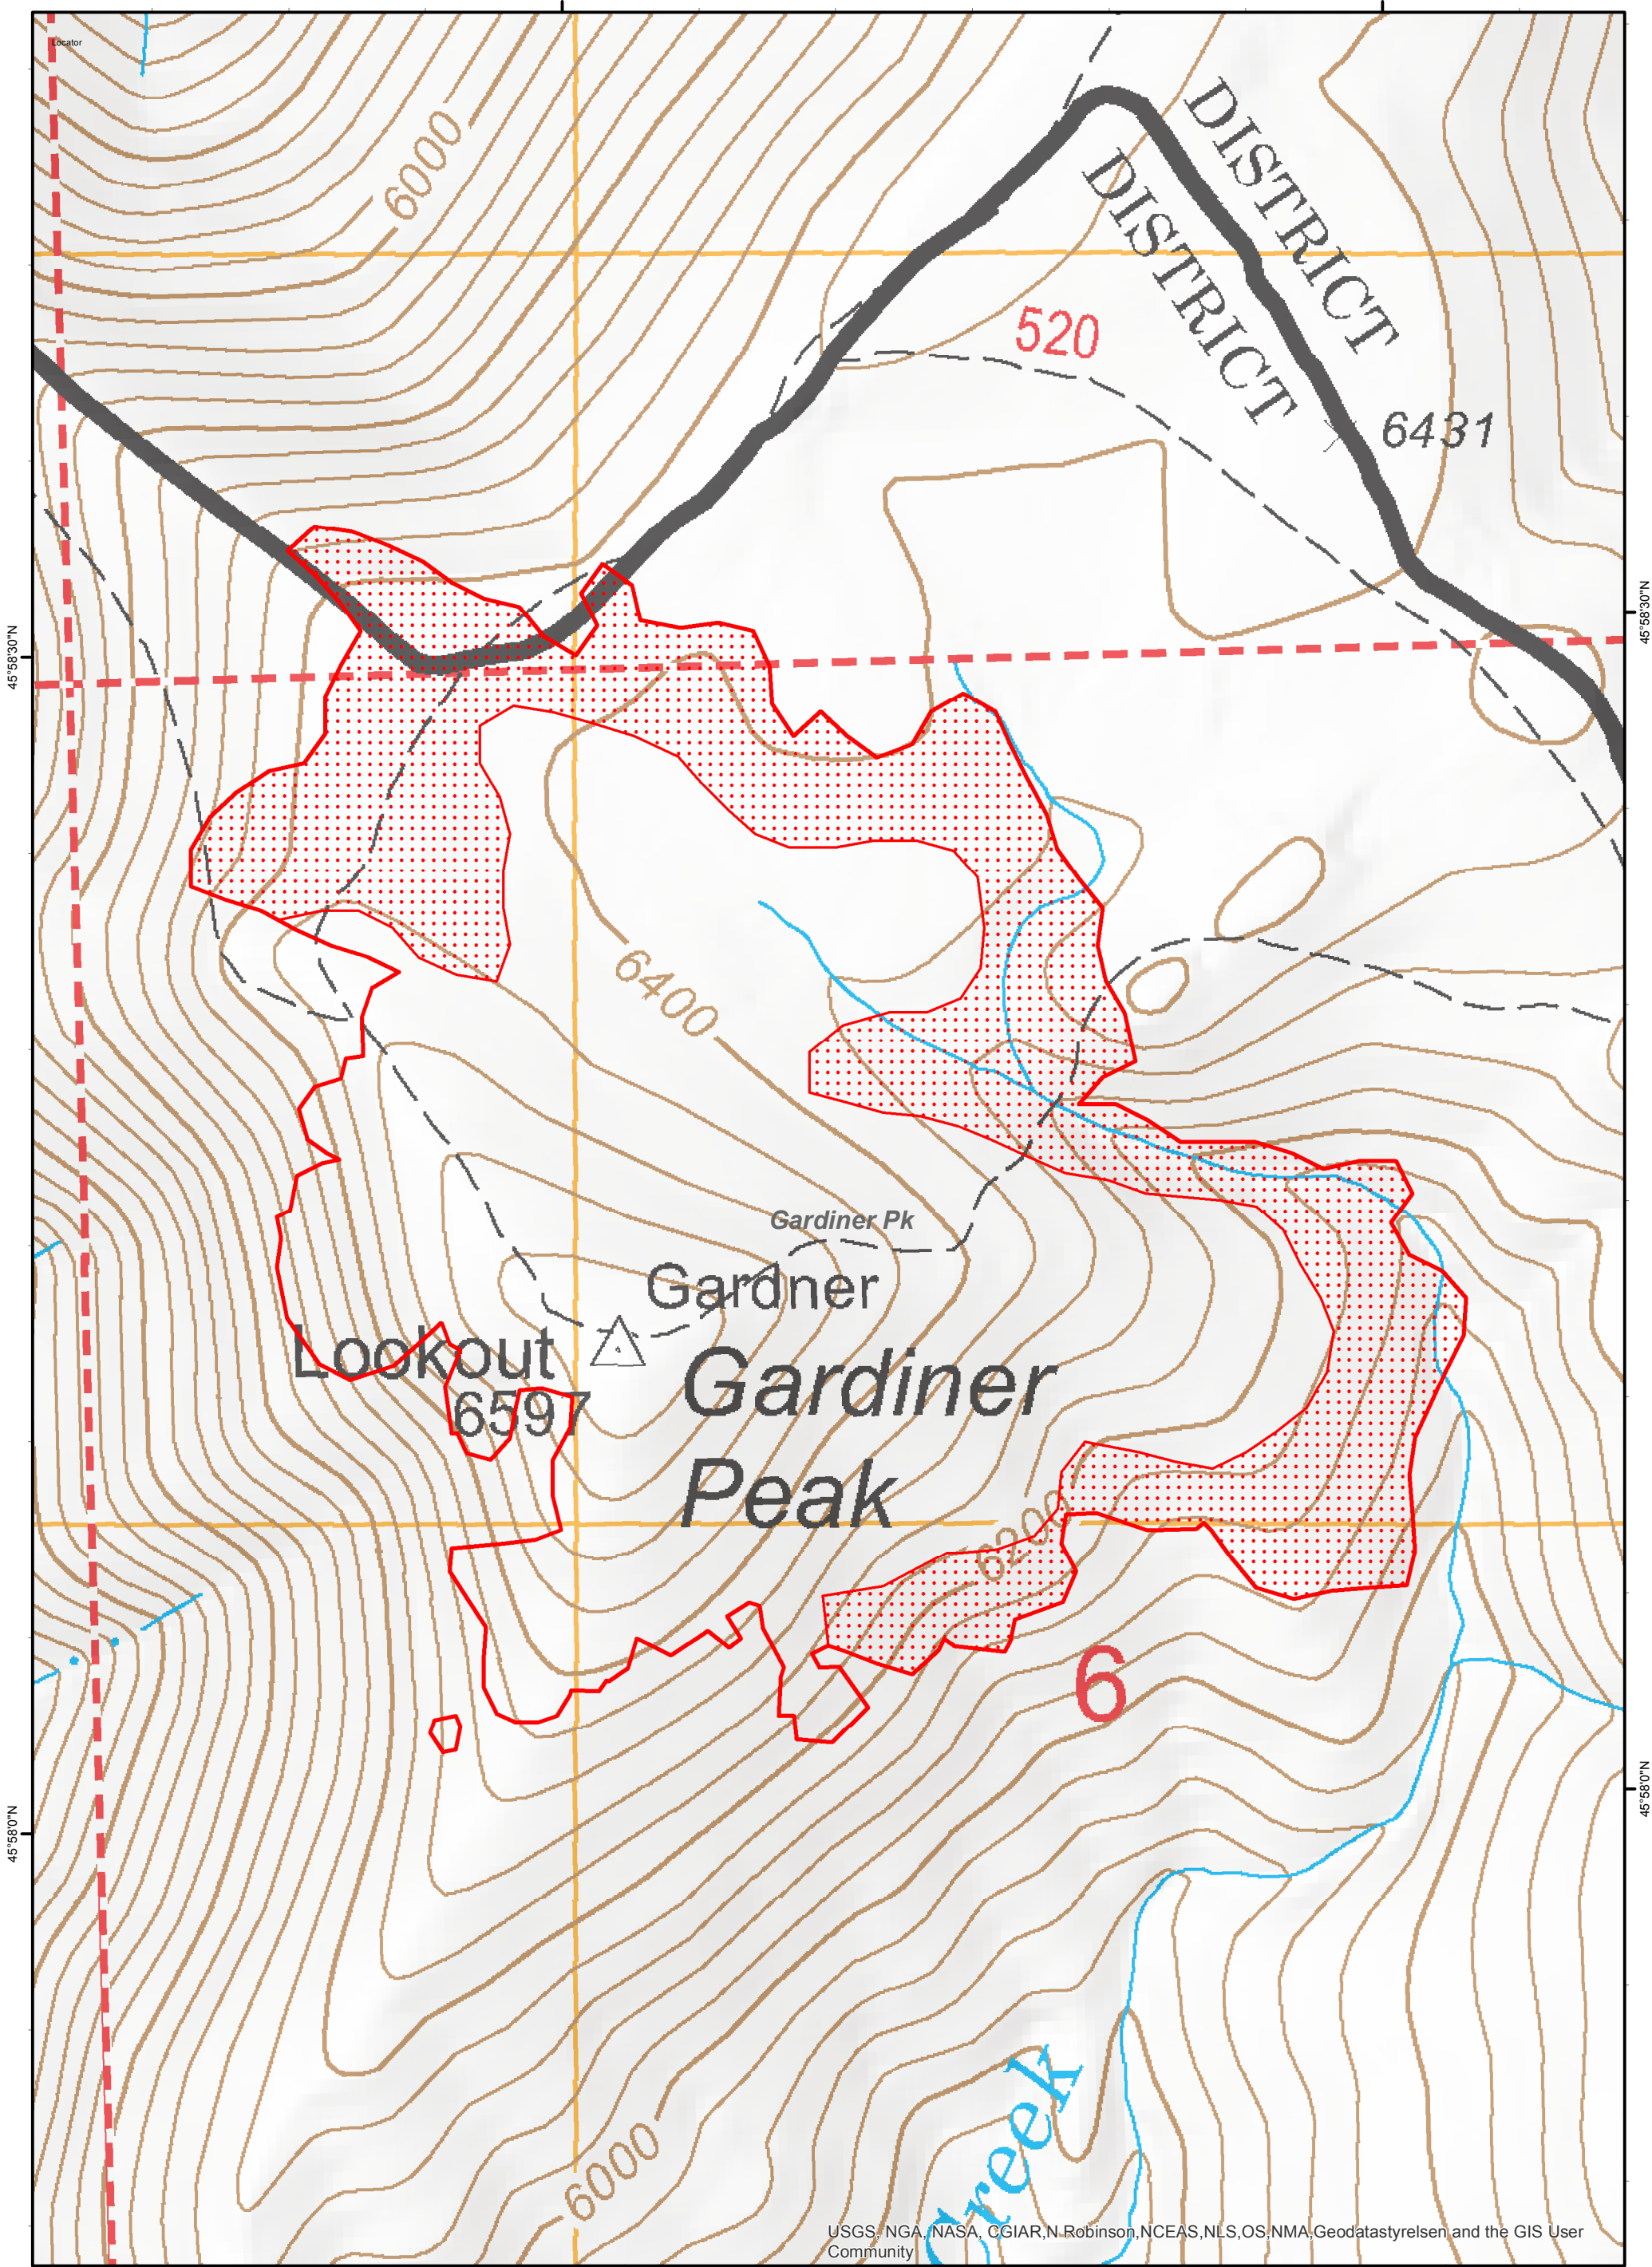 Locator
6000
DISTRICT
DISTRICT
520
6431
45°58'30"N
45°58'30"N
6400
Gardiner Pk
Gardner
Lookout
6597
Gardiner
Peak
6200
6
45°58'0"N
45°58'0"N
Creek
6000
USGS, NGA, NASA, CGIAR,N Robinson,NCEAS,NLS,OS,NMA,Geodatastyrelsen and the GIS User
Community